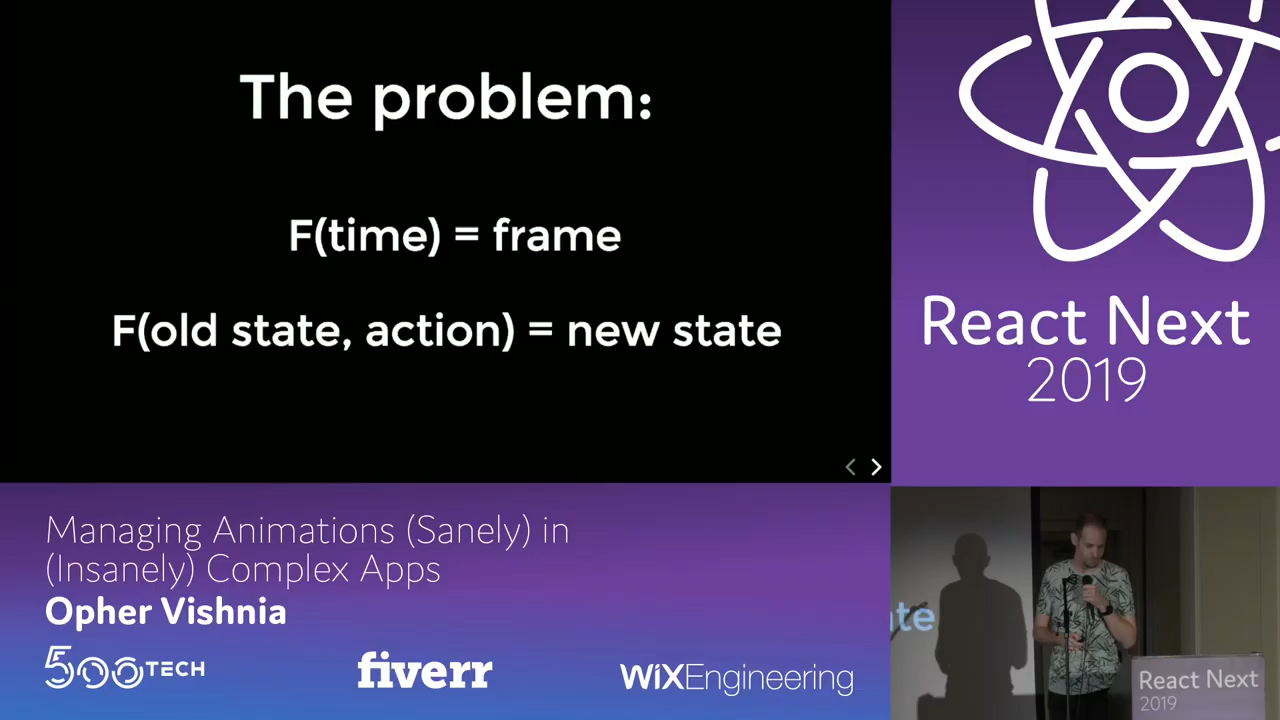 The problem:
F(time) = frame
F(old state, action) = new state
React Next
2019
Managing Animations (Sanely) in
(Insanely) Complex Apps
Opher Vishnia
500TECH
fiverr
WiXEngineering
ate
React Next
2019